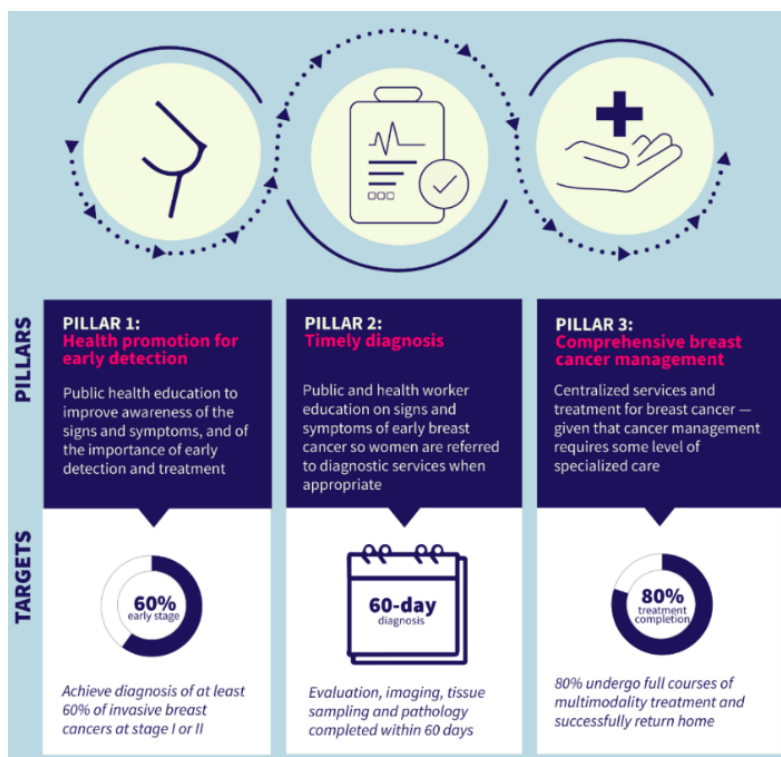 PILLARS
PILLAR 1:
Health promotion for
early detection
Public health education to
improve awareness of the
signs and symptoms, and of
the importance of early
detection and treatment
PILLAR 2:
Timely diagnosis
Public and health worker
education on signs and
symptoms of early breast
cancer so women are referred
to diagnostic services when
appropriate
PILLAR 3:
Comprehensive breast
cancer management
Centralized services and
treatment for breast cancer —
given that cancer management
requires some level of
specialized care
TARGETS
60%
early stage
Achieve diagnosis of at least
60% of invasive breast
cancers at stage I or II
60-day
diagnosis
Evaluation, imaging, tissue
sampling and pathology
completed within 60 days
80%
treatment
completion
80% undergo full courses of
multimodality treatment and
successfully return home